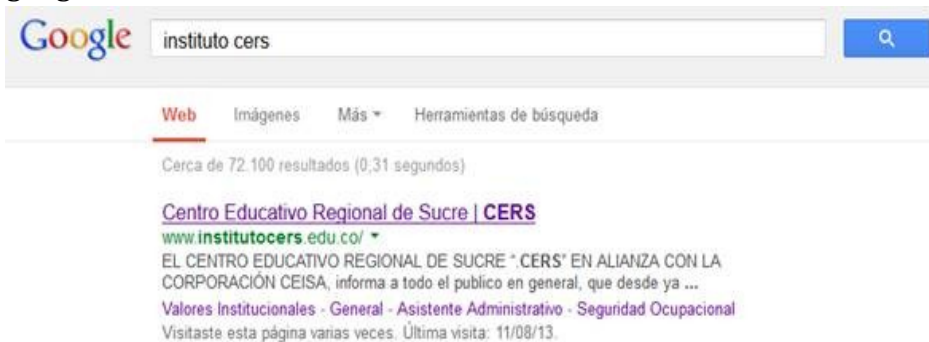 Google instituto cers
Web Imágenes Más Herramientas de búsqueda
Cerca de 72.100 resultados (0,31 segundos)
Centro Educativo Regional de Sucre | CERS
www.institutocers.edu.co/
EL CENTRO EDUCATIVO REGIONAL DE SUCRE ".CERS" EN ALIANZA CON LA
CORPORACIÓN CEISA, informa a todo el publico en general, que desde ya ...
Valores Institucionales - General - Asistente Administrativo - Seguridad Ocupacional
Visitaste esta página varias veces. Última visita: 11/08/13.